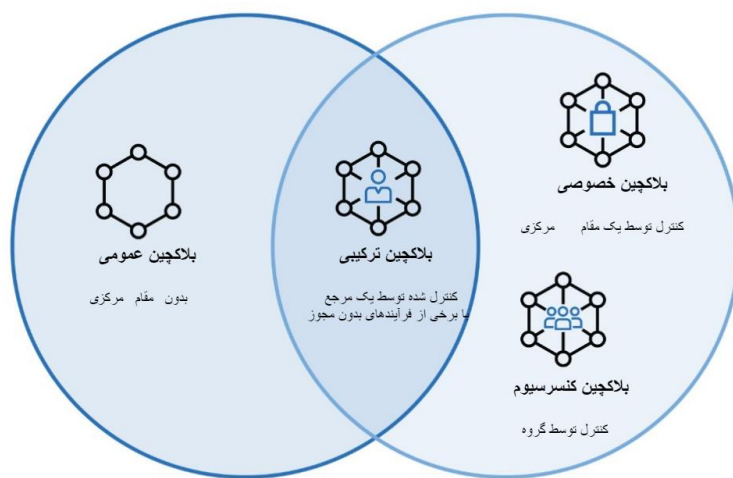 بلاکچین خصوصی
کنترل توسط یک مقام مرکزی
بلاکچین کنسرسیوم
کنترل توسط گروه
بلاکچین ترکیبی
کنترل شده توسط یک مرجع
با برخی از فرآیندهای بدون مجوز
بلاکچین عمومی
بدون مقام مرکزی